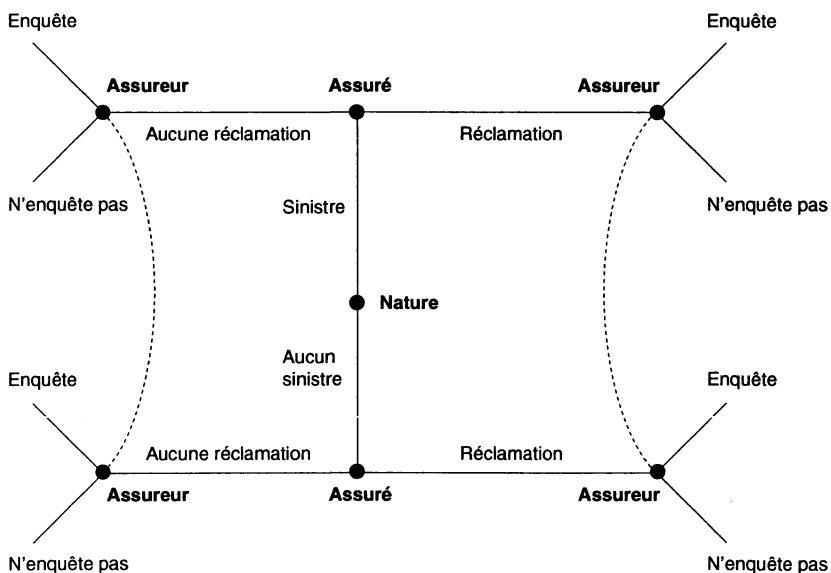 Enquête
Enquête
Assureur
Assuré
Assureur
Aucune réclamation
Réclamation
N'enquête pas
Sinistre
N'enquête pas
Nature
Aucun
sinistre
Enquête
Enquête
Aucune réclamation
Réclamation
Assureur
Assuré
Assureur
N'enquête pas
N'enquête pas